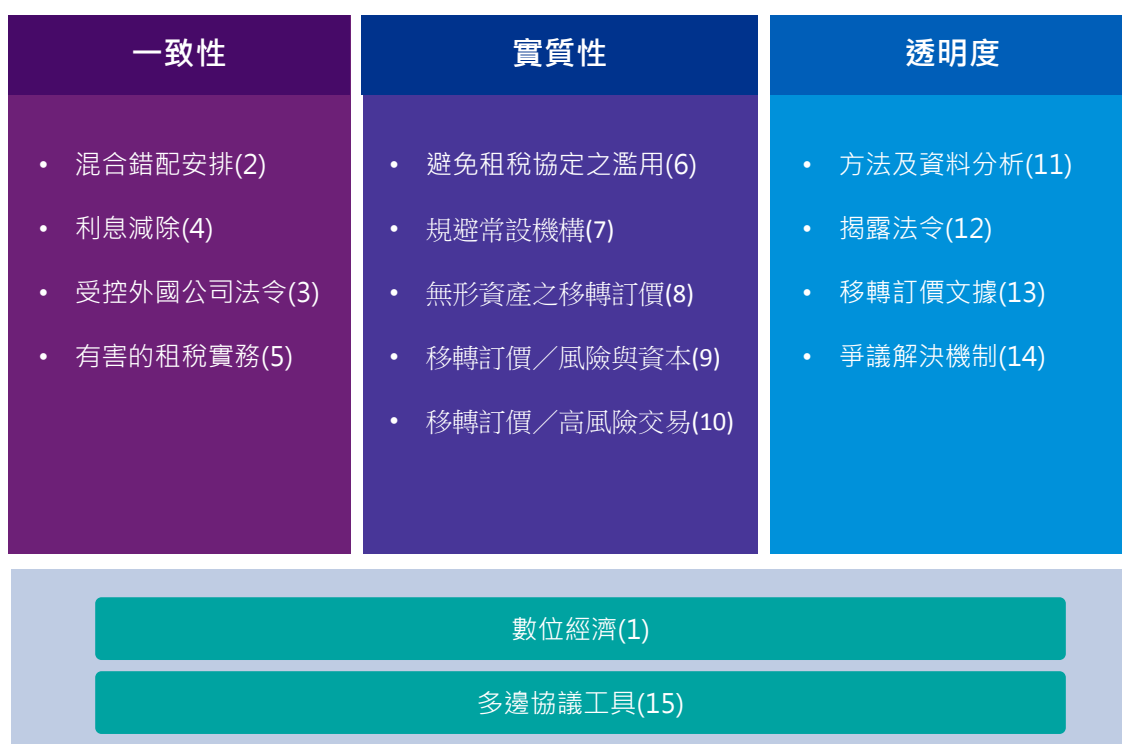 一致性
• 混合錯配安排(2)
• 利息減除(4)
• 受控外國公司法令(3)
• 有害的租稅實務(5)
實質性
• 避免租稅協定之濫用(6)
• 規避常設機構(7)
• 無形資產之移轉訂價(8)
• 移轉訂價／風險與資本(9)
• 移轉訂價／高風險交易(10)
透明度
• 方法及資料分析(11)
• 揭露法令(12)
• 移轉訂價文據(13)
• 爭議解決機制(14)
數位經濟(1)
多邊協議工具(15)